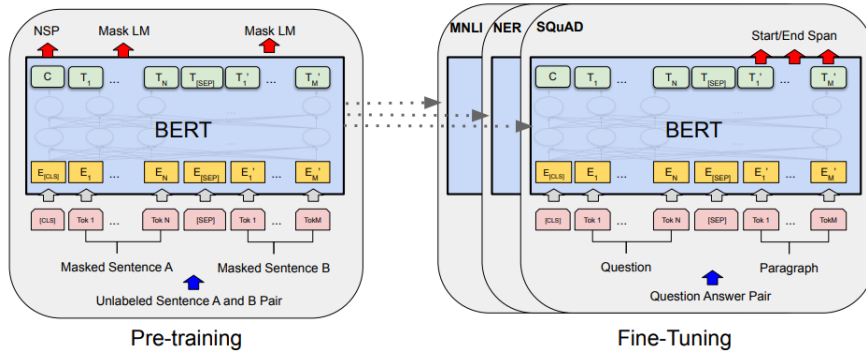 NSP Mask LM Mask LM
C T1 ... TN T[SEP] T1' ... TM'
BERT
E[CLS] E1 ... EN E[SEP] E1' ... EM'
[CLS] Tok 1 ... Tok N [SEP] Tok 1 ... TokM
Masked Sentence A Masked Sentence B
Unlabeled Sentence A and B Pair
Pre-training
MNLI NER SQuAD
Start/End Span
C T1 ... TN T[SEP] T1' ... TM'
BERT
E[CLS] E1 ... EN E[SEP] E1' ... EM'
[CLS] Tok 1 ... Tok N [SEP] Tok 1 ... TokM
Question Paragraph
Question Answer Pair
Fine-Tuning